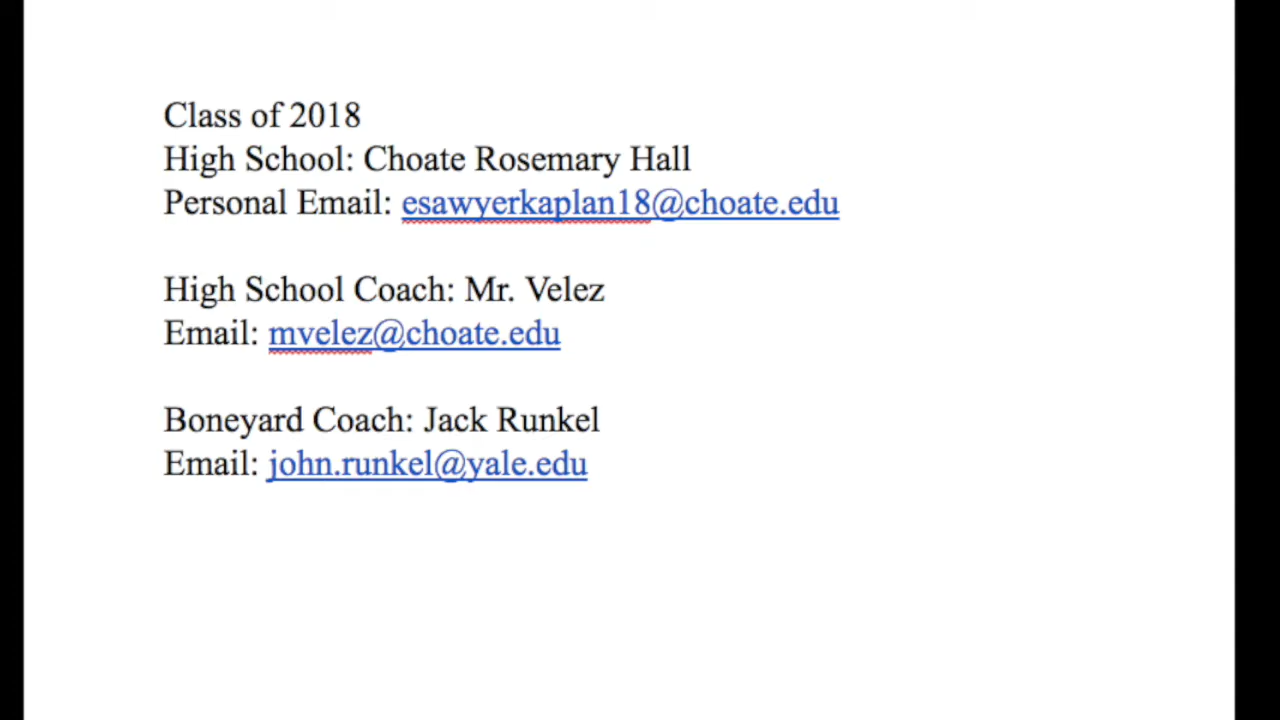 Class of 2018
High School: Choate Rosemary Hall
Personal Email: esawyerkaplan18@choate.edu
High School Coach: Mr. Velez
Email: mvelez@choate.edu
Boneyard Coach: Jack Runkel
Email: john.runkel@yale.edu